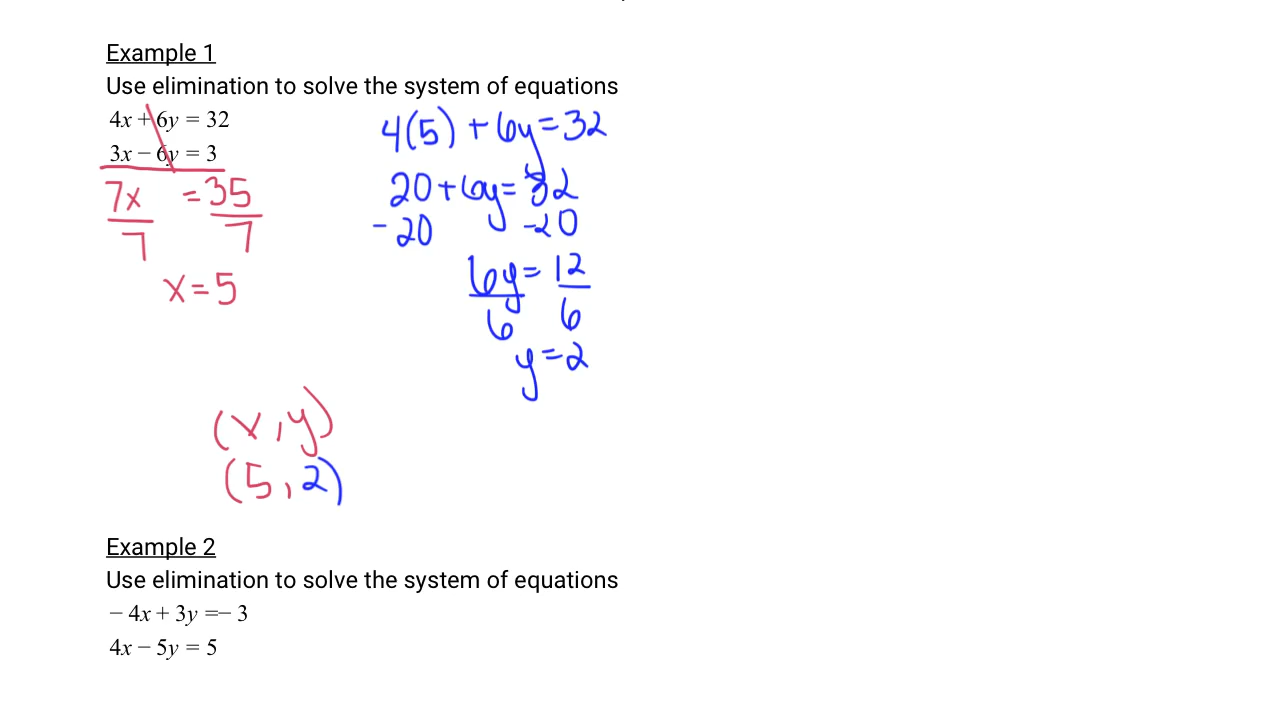 Example 1
Use elimination to solve the system of equations
4x + 6y = 32
3x − 6y = 3
7x = 35
7 7
x = 5
4(5) + 6y = 32
20 + 6y = 32
- 20 -20
6y = 12
6 6
y = 2
(x, y)
(5, 2)
Example 2
Use elimination to solve the system of equations
− 4x + 3y =− 3
4x − 5y = 5